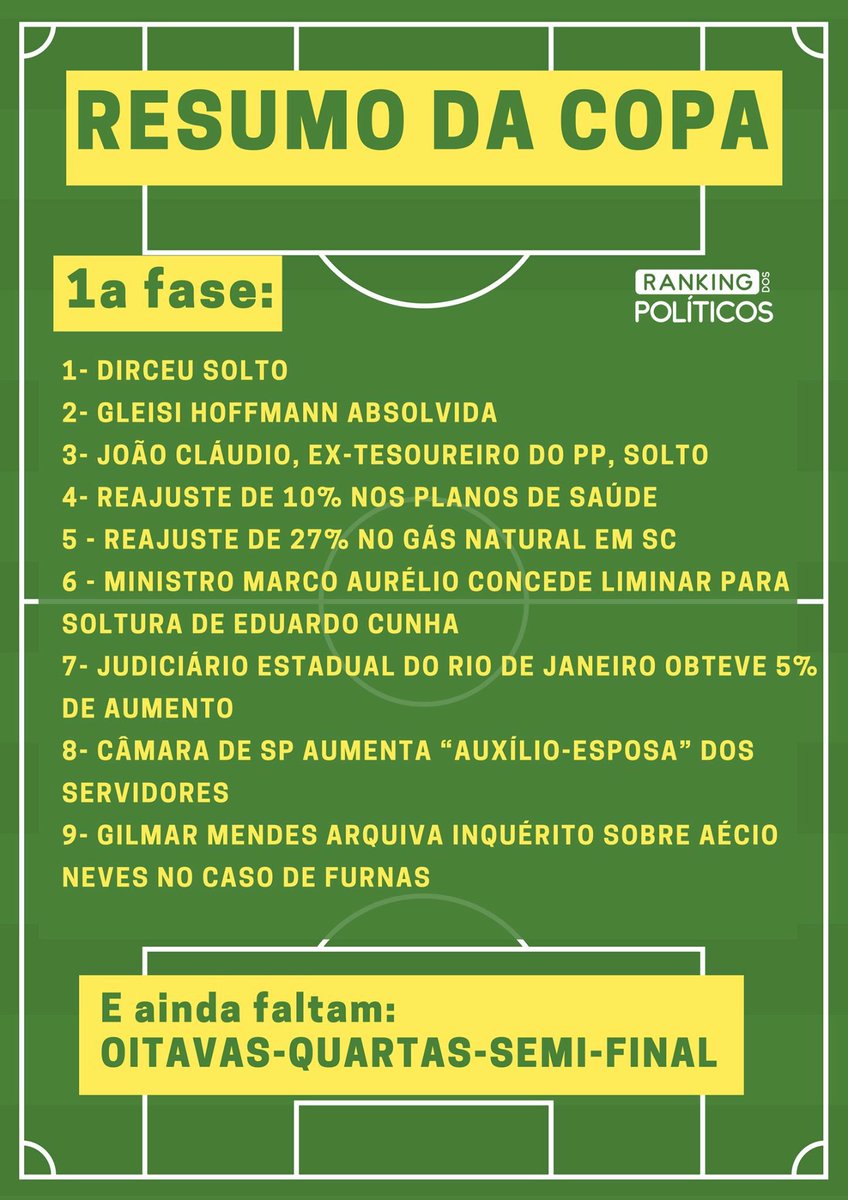 RESUMO DA COPA
1a fase:
RANKING DOS
POLÍTICOS
1- DIRCEU SOLTO
2- GLEISI HOFFMANN ABSOLVIDA
3- JOÃO CLÁUDIO, EX-TESOUREIRO DO PP, SOLTO
4- REAJUSTE DE 10% NOS PLANOS DE SAÚDE
5 - REAJUSTE DE 27% NO GÁS NATURAL EM SC
6 - MINISTRO MARCO AURÉLIO CONCEDE LIMINAR PARA
SOLTURA DE EDUARDO CUNHA
7- JUDICIÁRIO ESTADUAL DO RIO DE JANEIRO OBTEVE 5%
DE AUMENTO
8- CÂMARA DE SP AUMENTA “AUXÍLIO-ESPOSA” DOS
SERVIDORES
9- GILMAR MENDES ARQUIVA INQUÉRITO SOBRE AÉCIO
NEVES NO CASO DE FURNAS
E ainda faltam:
OITAVAS-QUARTAS-SEMI-FINAL